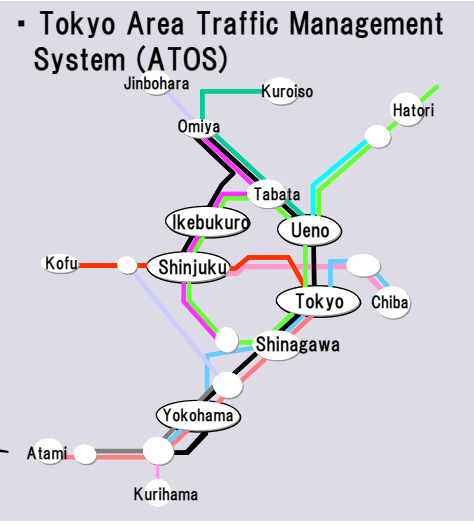 ・Tokyo Area Traffic Management
System (ATOS)
Jinbohara
Kuroiso
Hatori
Omiya
Tabata
Ikebukuro
Ueno
Kofu
Shinjuku
Tokyo
Chiba
Shinagawa
Yokohama
Atami
Kurihama